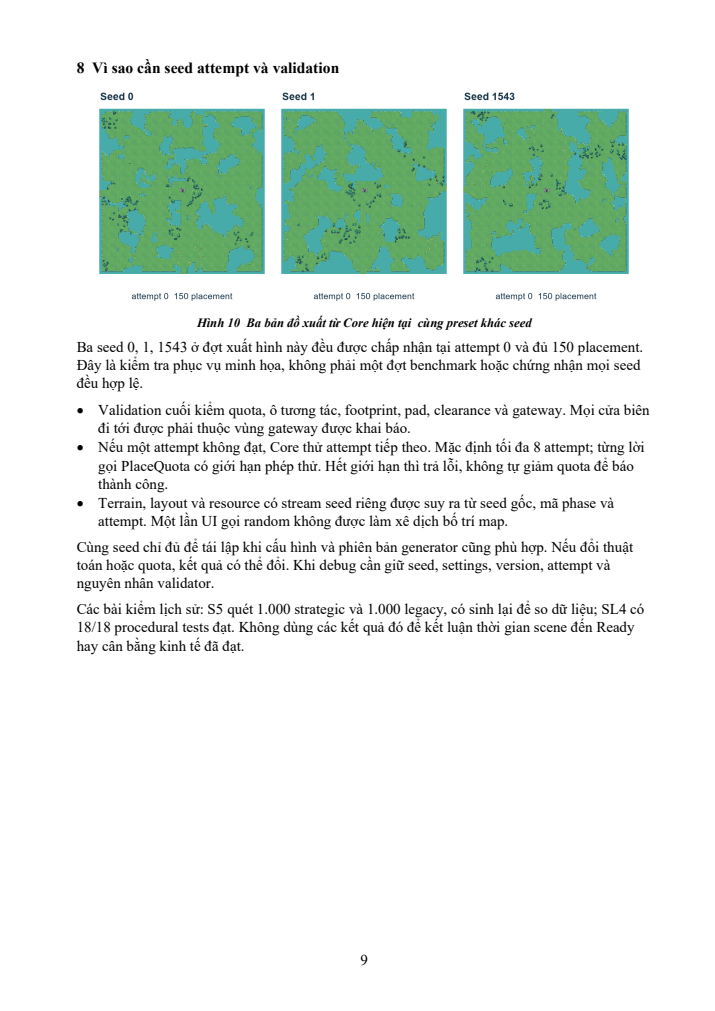 8 Vì sao cần seed attempt và validation
Seed 0
Seed 1
Seed 1543
attempt 0 150 placement
attempt 0 150 placement
attempt 0 150 placement
Hình 10 Ba bản đồ xuất từ Core hiện tại cùng preset khác seed
Ba seed 0, 1, 1543 ở đợt xuất hình này đều được chấp nhận tại attempt 0 và đủ 150 placement.
Đây là kiểm tra phục vụ minh họa, không phải một đợt benchmark hoặc chứng nhận mọi seed
đều hợp lệ.
• Validation cuối kiểm quota, ô tương tác, footprint, pad, clearance và gateway. Mọi cửa biên
đi tới được phải thuộc vùng gateway được khai báo.
• Nếu một attempt không đạt, Core thử attempt tiếp theo. Mặc định tối đa 8 attempt; từng lời
gọi PlaceQuota có giới hạn phép thử. Hết giới hạn thì trả lỗi, không tự giảm quota để báo
thành công.
• Terrain, layout và resource có stream seed riêng được suy ra từ seed gốc, mã phase và
attempt. Một lần UI gọi random không được làm xê dịch bố trí map.
Cùng seed chỉ đủ để tái lập khi cấu hình và phiên bản generator cũng phù hợp. Nếu đổi thuật
toán hoặc quota, kết quả có thể đổi. Khi debug cần giữ seed, settings, version, attempt và
nguyên nhân validator.
Các bài kiểm lịch sử: S5 quét 1.000 strategic và 1.000 legacy, có sinh lại để so dữ liệu; SL4 có
18/18 procedural tests đạt. Không dùng các kết quả đó để kết luận thời gian scene đến Ready
hay cân bằng kinh tế đã đạt.
9